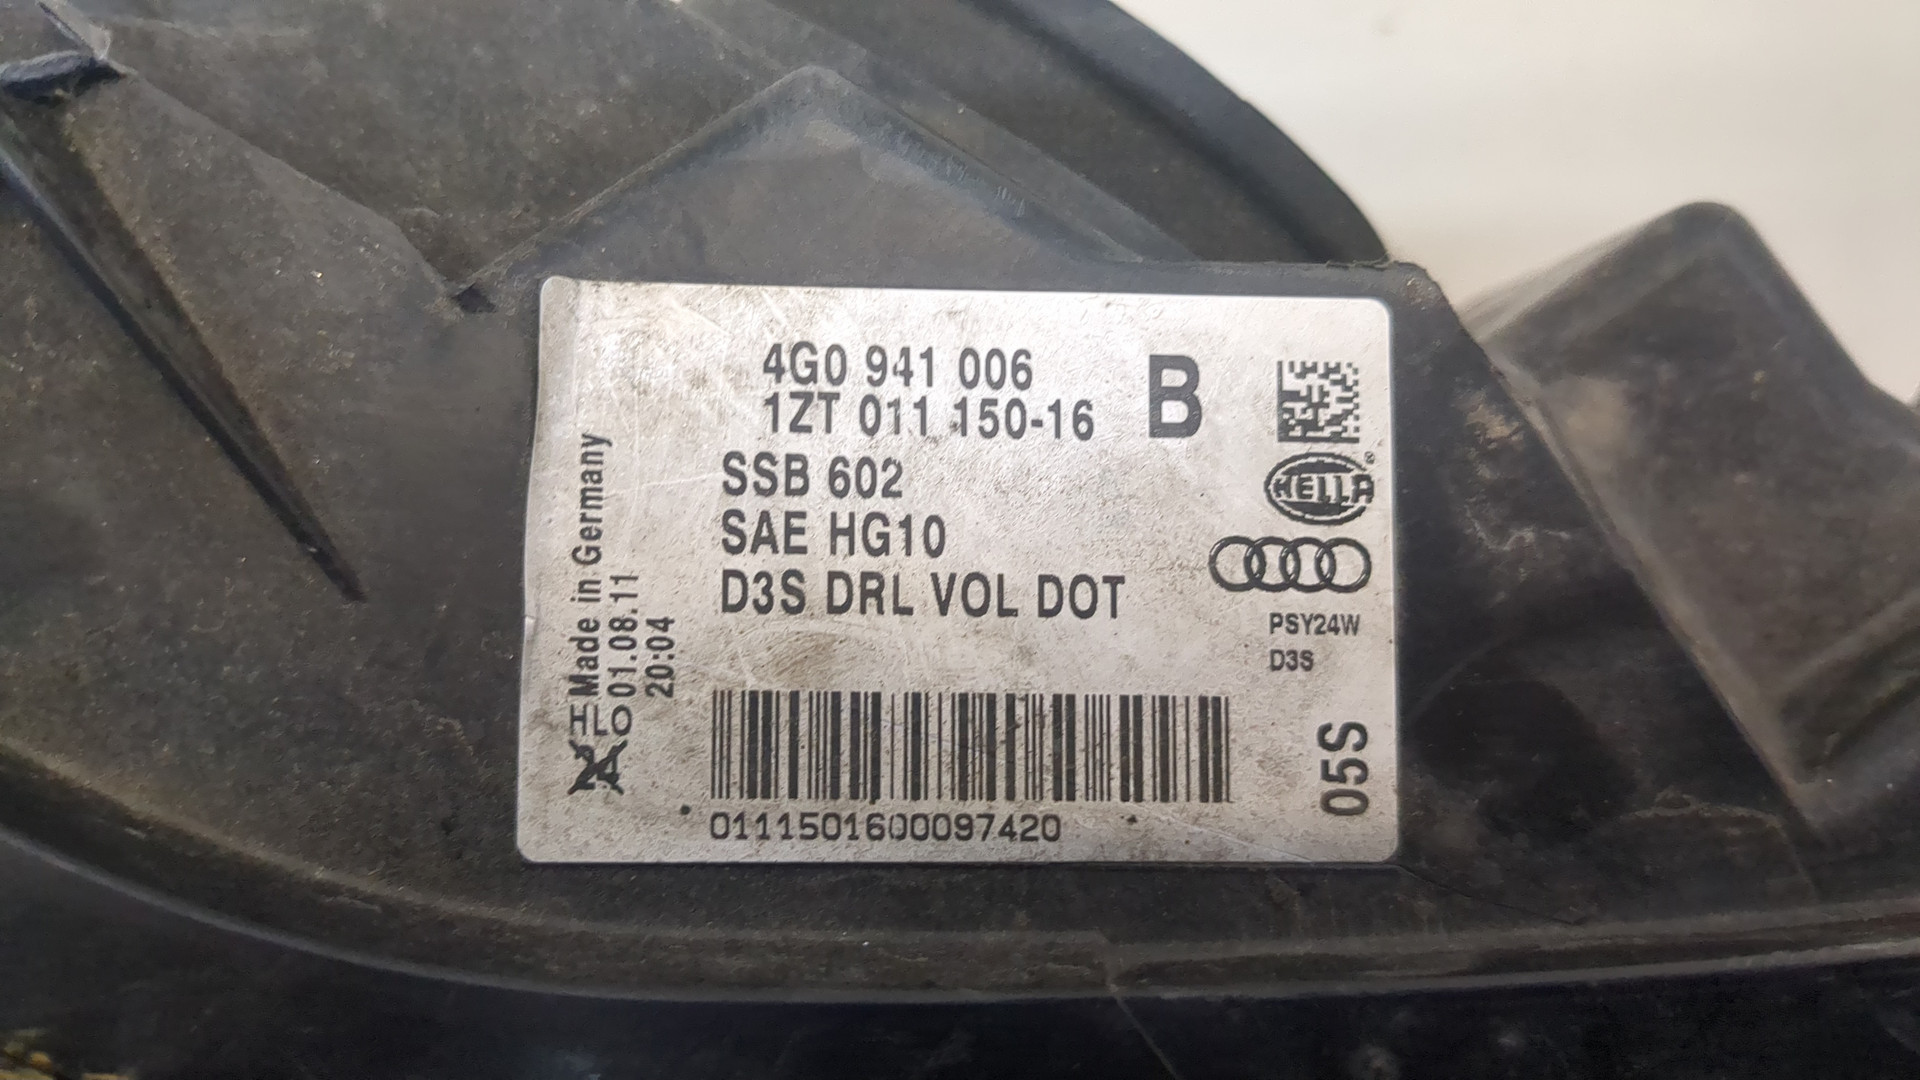 4G0 941 006
1ZT 011 150-16
B
SSB 602
SAE HG10
D3S DRL VOL DOT
HELLA®
PSY24W
D3S
05S
Made in Germany
01.08.11
20:04
0111501600097420